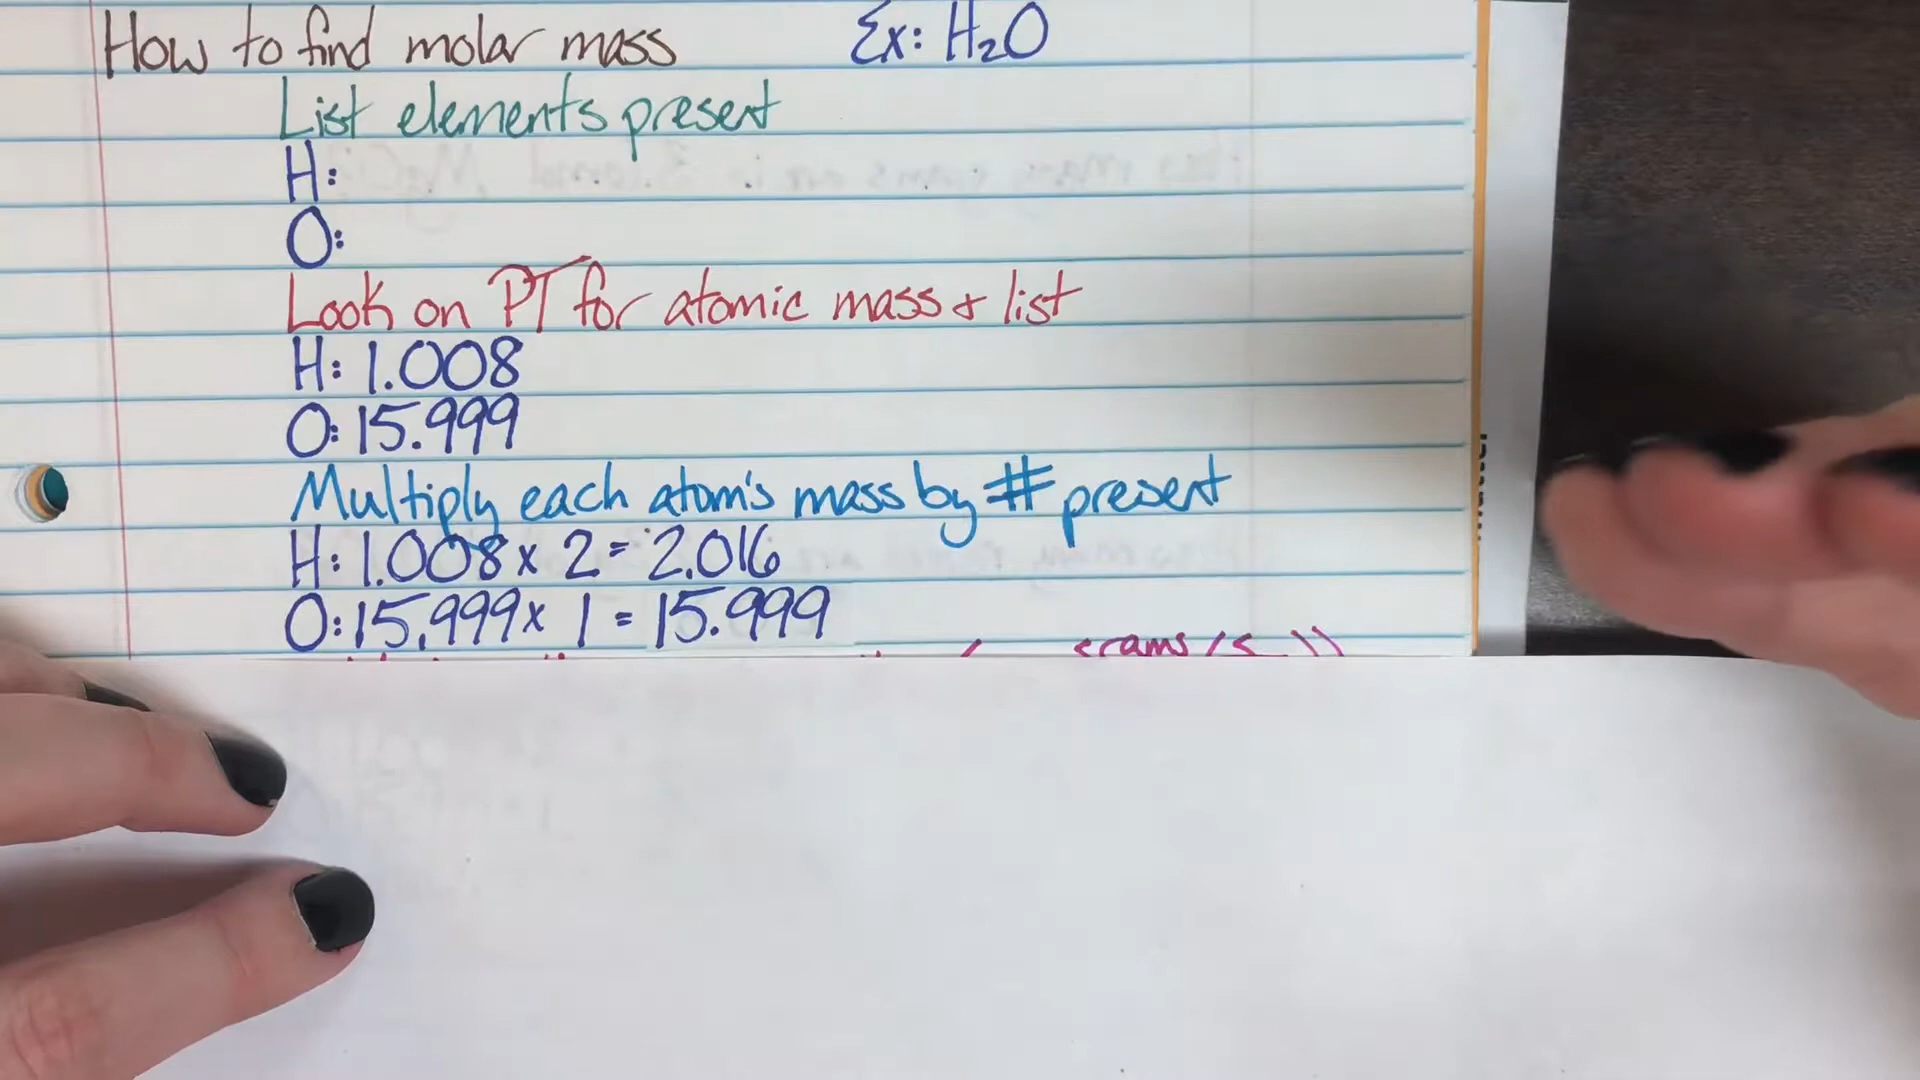 How to find molar mass Ex: H₂O
List elements present
H:
O:
Look on PT for atomic mass & list
H: 1.008
O: 15.999
Multiply each atom's mass by # present
H: 1.008 x 2 = 2.016
O: 15.999 x 1 = 15.999